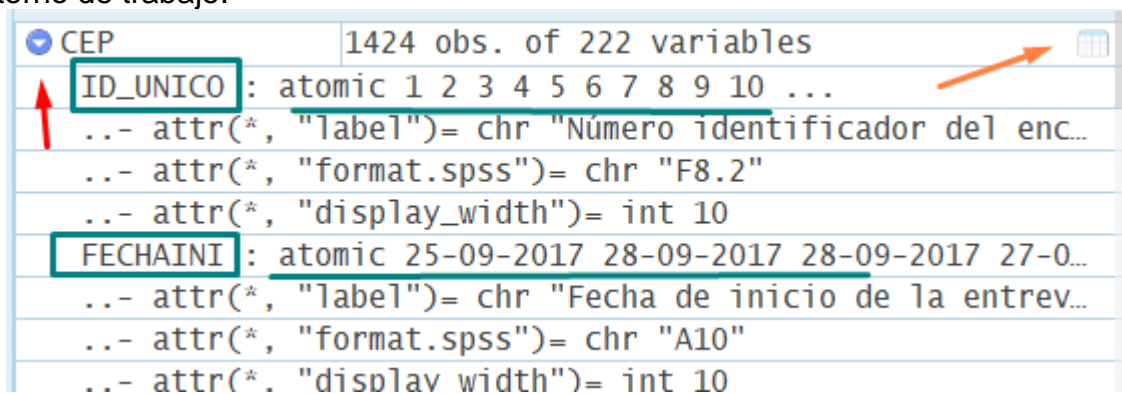 torno de trabajo.
CEP 1424 obs. of 222 variables
ID_UNICO : atomic 1 2 3 4 5 6 7 8 9 10 ...
..- attr(*, "label")= chr "Número identificador del enc…
..- attr(*, "format.spss")= chr "F8.2"
..- attr(*, "display_width")= int 10
FECHAINI : atomic 25-09-2017 28-09-2017 28-09-2017 27-0…
..- attr(*, "label")= chr "Fecha de inicio de la entrev…
..- attr(*, "format.spss")= chr "A10"
..- attr(*, "display_width")= int 10